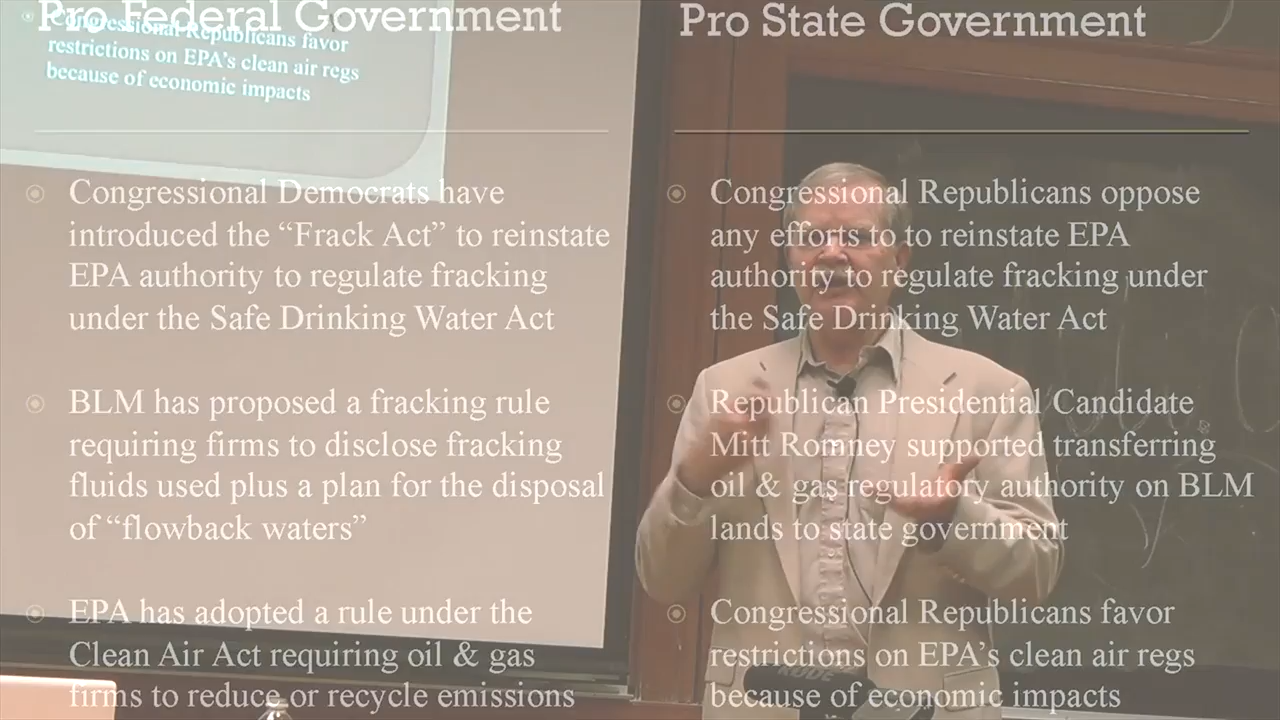 Pro Federal Government
Congressional Republicans favor
restrictions on EPA's clean air regs
because of economic impacts
Congressional Democrats have
introduced the “Frack Act” to reinstate
EPA authority to regulate fracking
under the Safe Drinking Water Act
BLM has proposed a fracking rule
requiring firms to disclose fracking
fluids used plus a plan for the disposal
of “flowback waters”
EPA has adopted a rule under the
Clean Air Act requiring oil & gas
firms to reduce or recycle emissions
Pro State Government
Congressional Republicans oppose
any efforts to to reinstate EPA
authority to regulate fracking under
the Safe Drinking Water Act
Republican Presidential Candidate
Mitt Romney supported transferring
oil & gas regulatory authority on BLM
lands to state government
Congressional Republicans favor
restrictions on EPA’s clean air regs
because of economic impacts
RODE